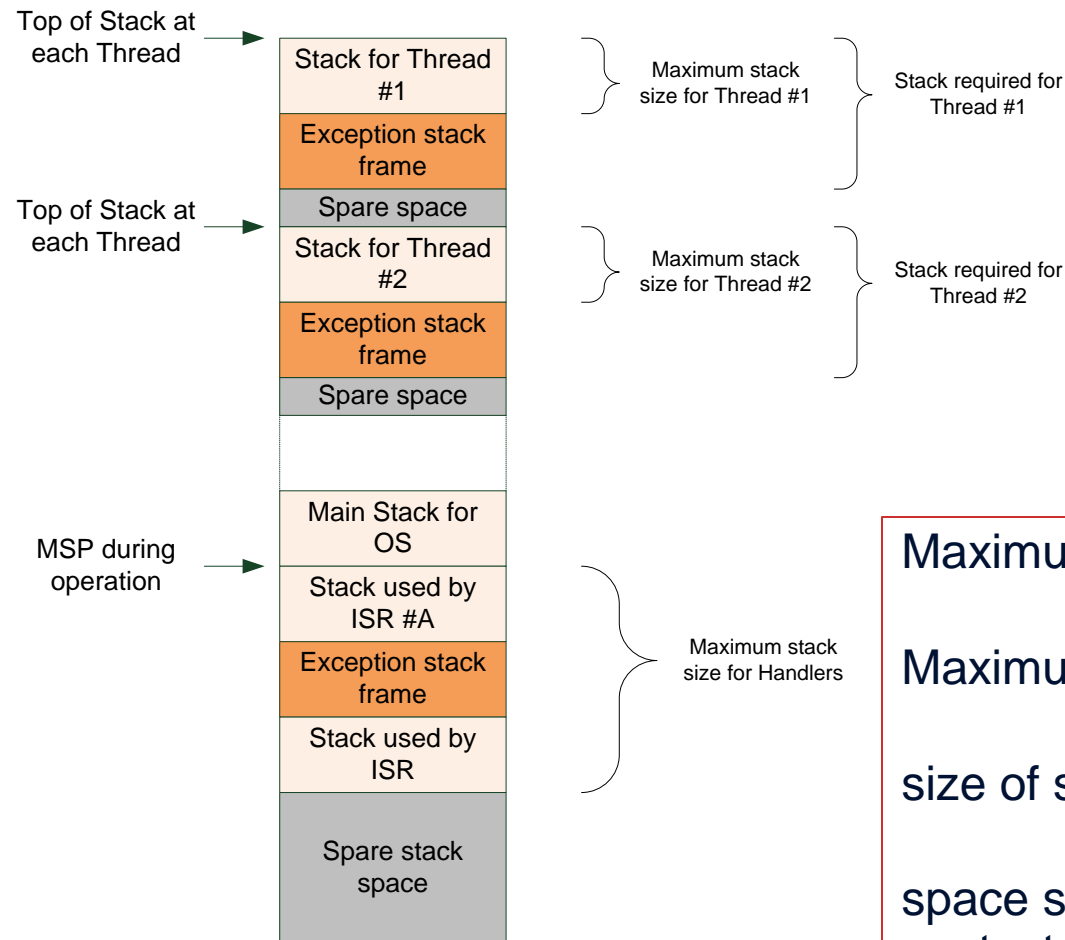 Top of Stack at
each Thread
Stack for Thread
#1
Maximum stack
size for Thread #1
Stack required for
Thread #1
Exception stack
frame
Spare space
Top of Stack at
each Thread
Stack for Thread
#2
Maximum stack
size for Thread #2
Stack required for
Thread #2
Exception stack
frame
Spare space
Main Stack for
OS
MSP during
operation
Stack used by
ISR #A
Exception stack
frame
Maximum stack
size for Handlers
Stack used by
ISR
Spare stack
space
size of
space